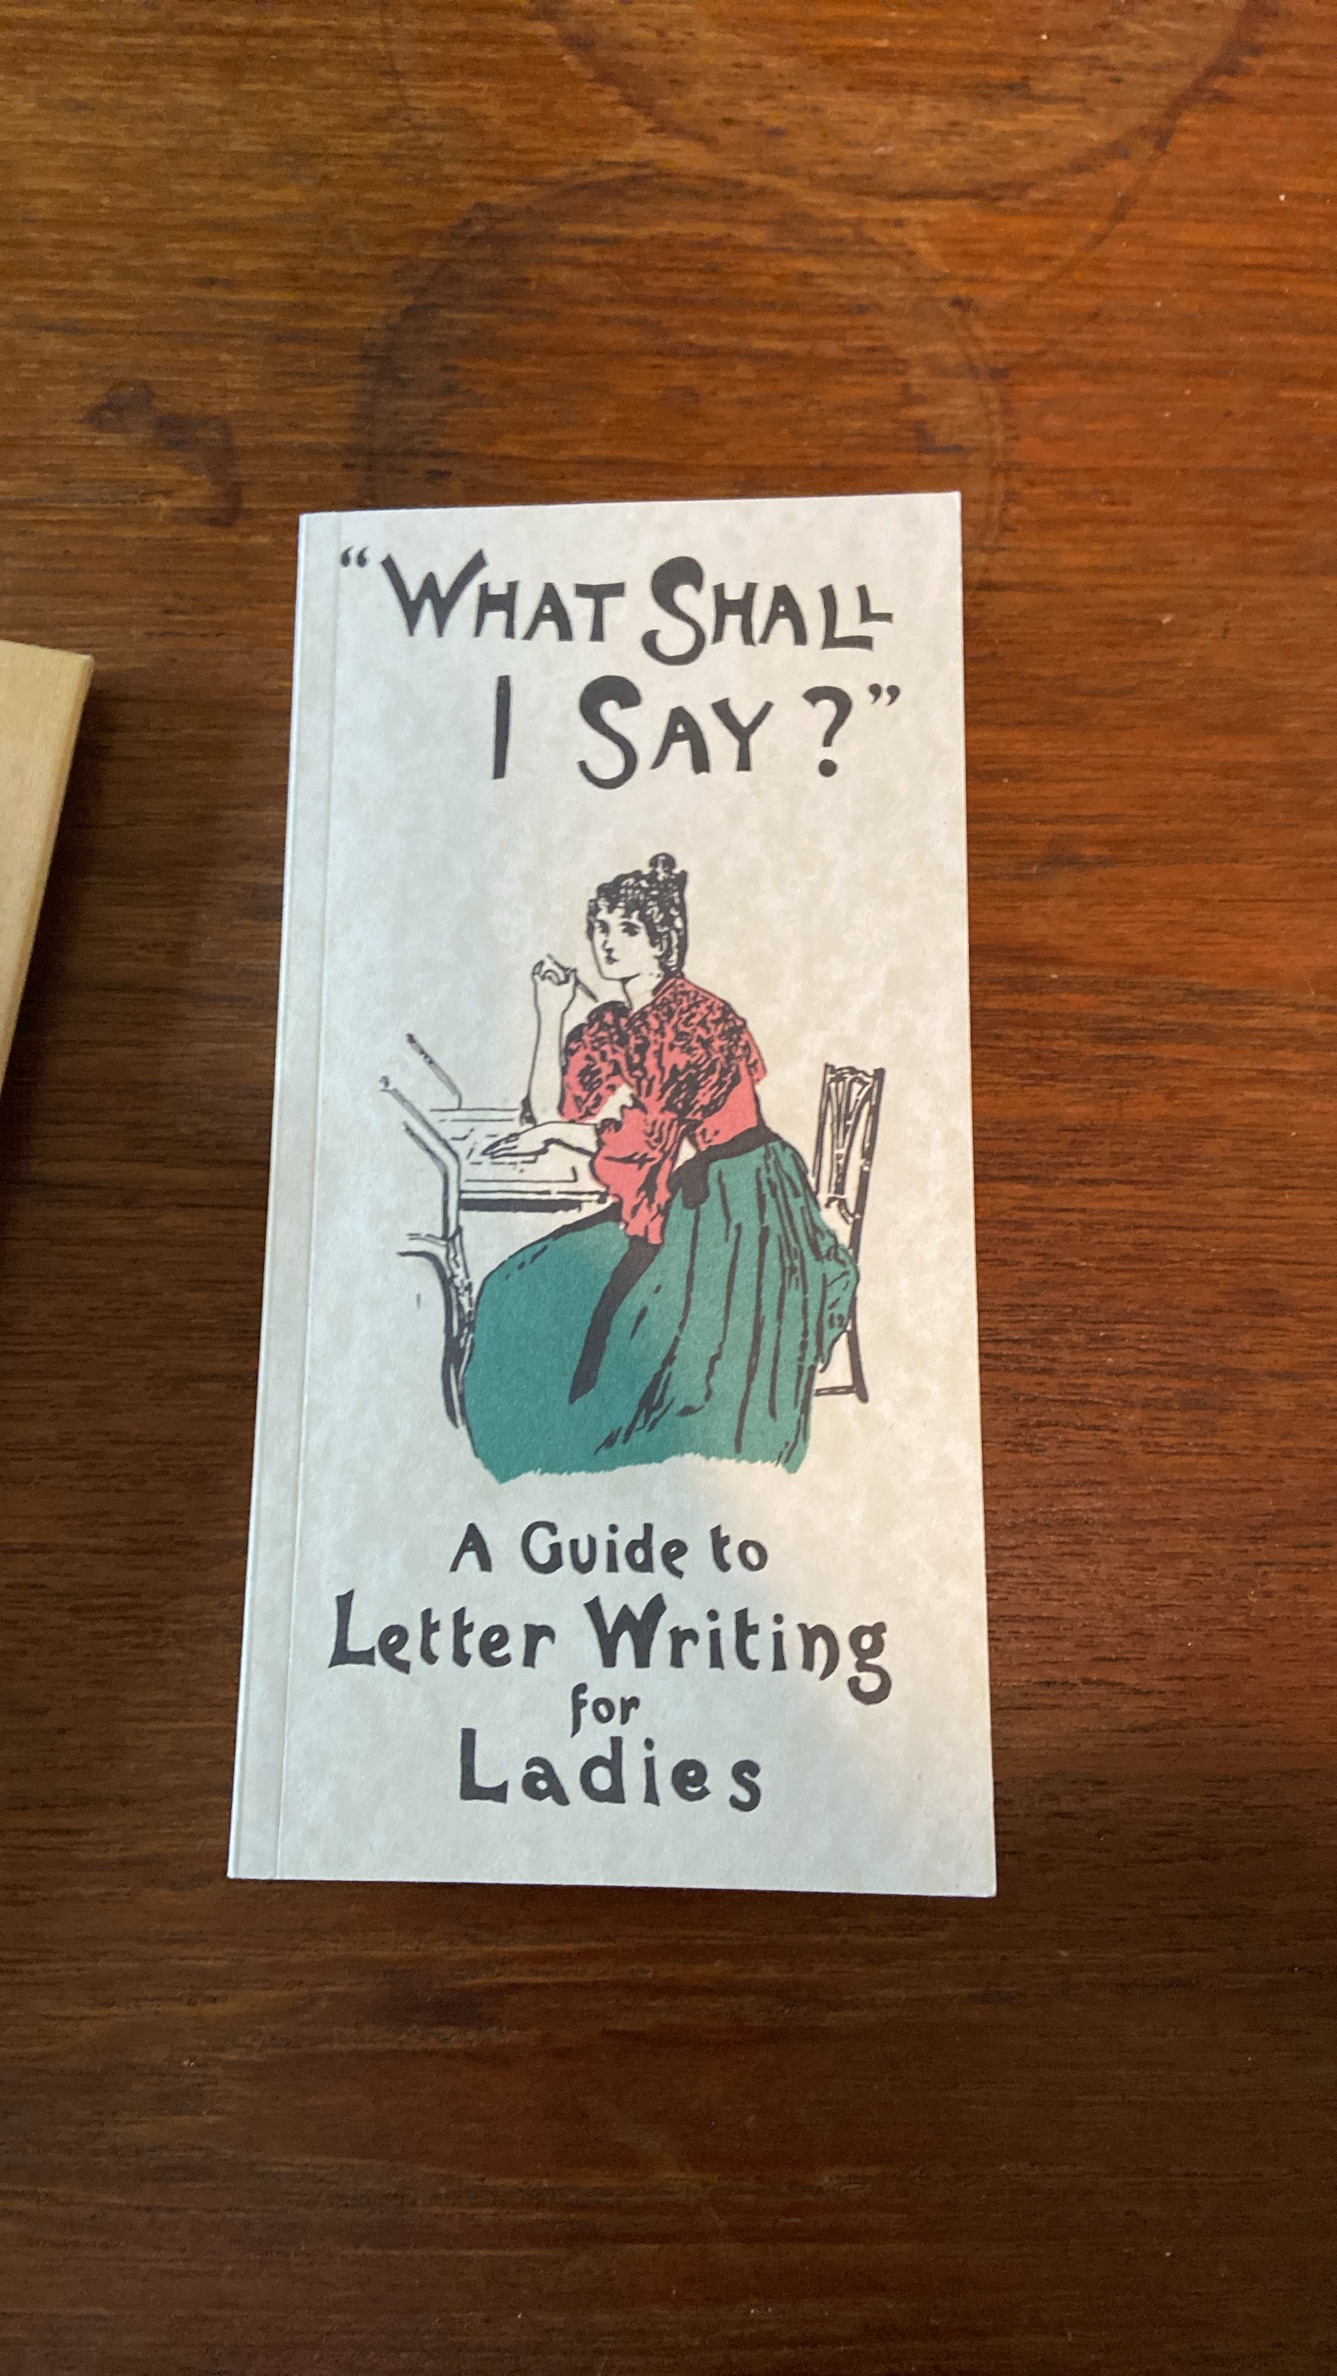 “WHAT SHALL
I SAY?”
A Guide to
Letter Writing
for
Ladies